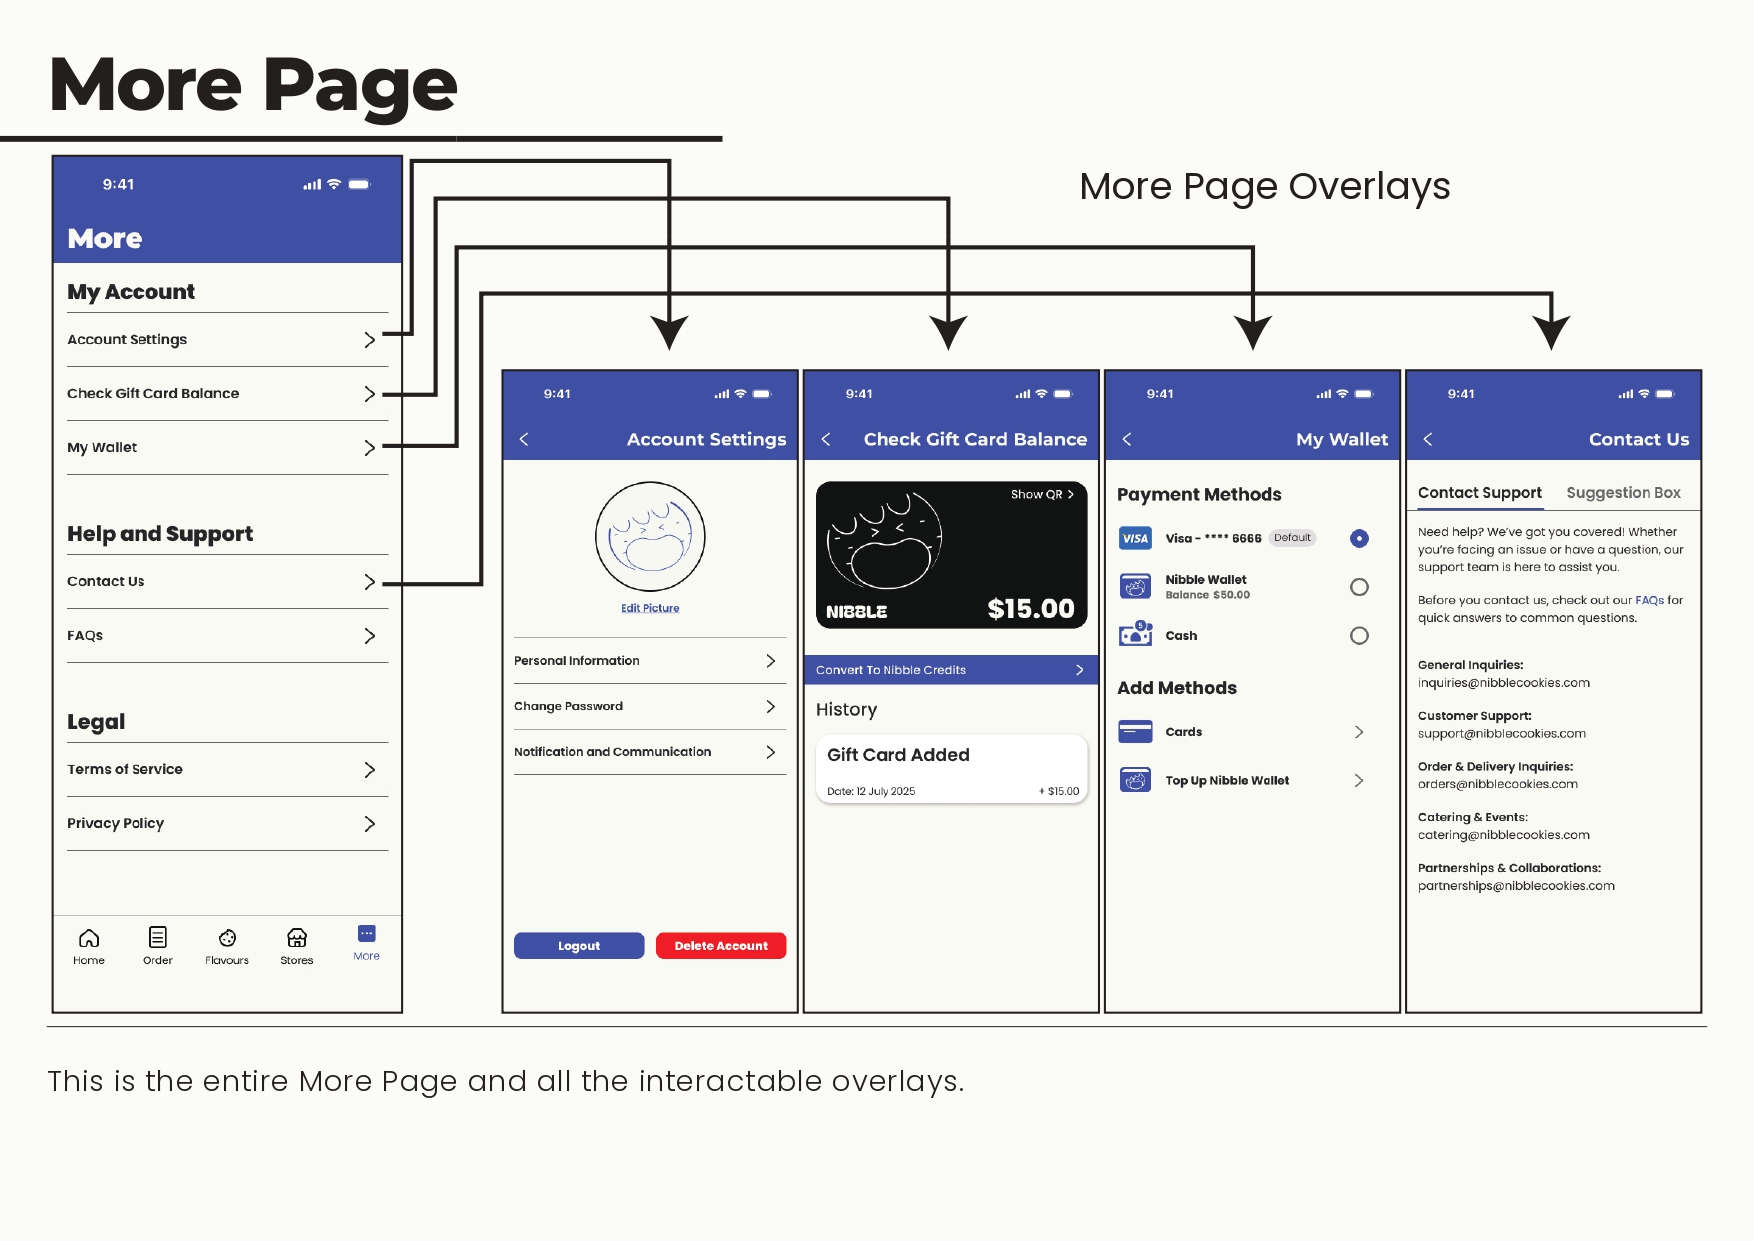 More Page
More Page Overlays
9:41
More
My Account
Account Settings
Check Gift Card Balance
My Wallet
Help and Support
Contact Us
FAQs
Legal
Terms of Service
Privacy Policy
Home
Order
Flavours
Stores
More
9:41
Account Settings
Edit Picture
Personal Information
Change Password
Notification and Communication
Logout
Delete Account
9:41
Check Gift Card Balance
Show QR
NIBBLE
$15.00
Convert To Nibble Credits
History
Gift Card Added
Date: 12 July 2025
+ $15.00
9:41
My Wallet
Payment Methods
VISA
Visa - **** 6666
Default
Nibble Wallet
Balance $50.00
Cash
Add Methods
Cards
Top Up Nibble Wallet
9:41
Contact Us
Contact Support
Suggestion Box
Need help? We've got you covered! Whether
you're facing an issue or have a question, our
support team is here to assist you.
Before you contact us, check out our FAQs for
quick answers to common questions.
General Inquiries:
inquiries@nibblecookies.com
Customer Support:
support@nibblecookies.com
Order & Delivery Inquiries:
orders@nibblecookies.com
Catering & Events:
catering@nibblecookies.com
Partnerships & Collaborations:
partnerships@nibblecookies.com
This is the entire More Page and all the interactable overlays.